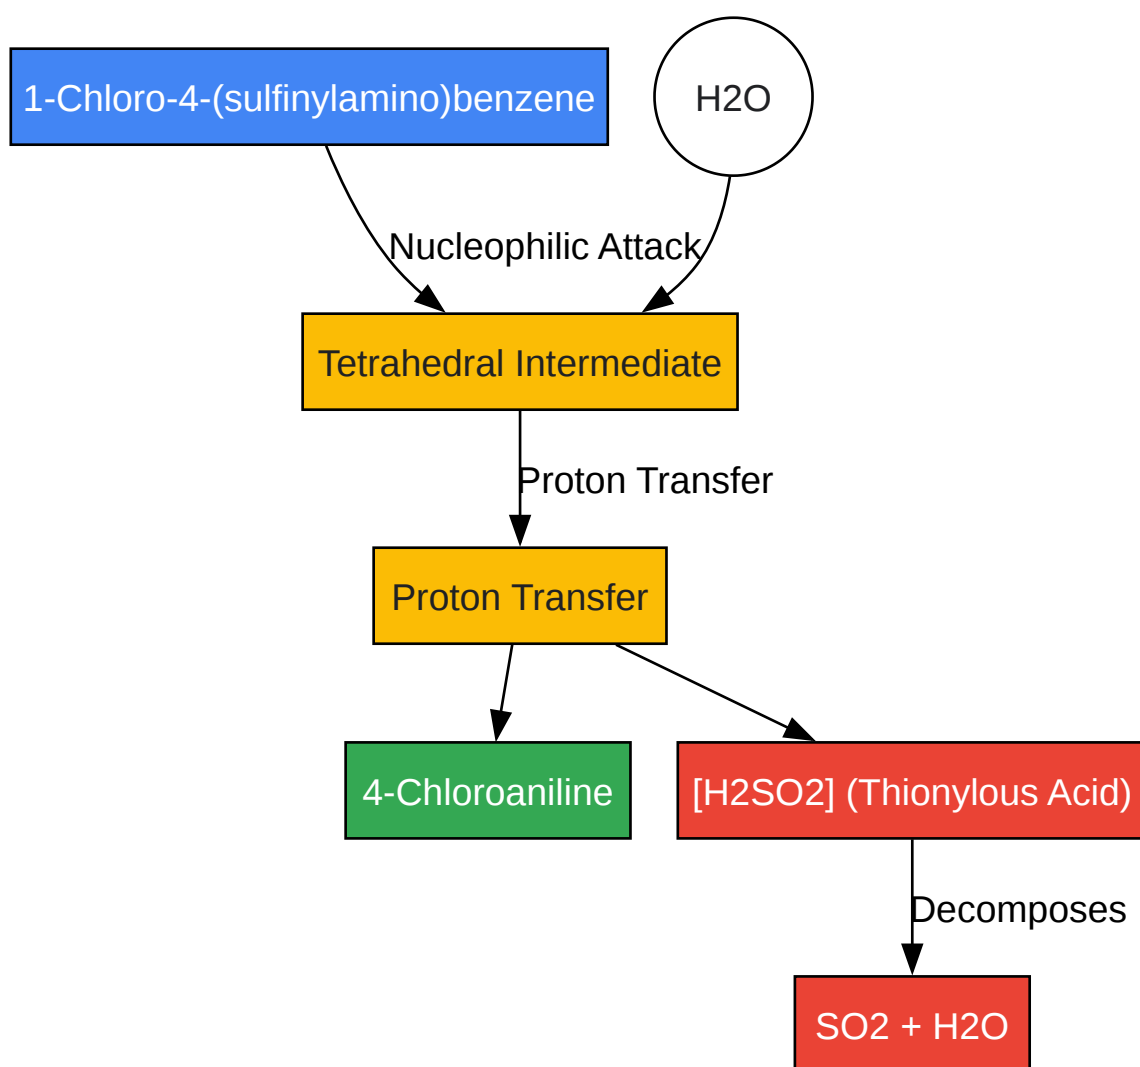 1-Chloro-4-(sulfinylamino)benzene
H2O
Nucleophilic Attack
Tetrahedral Intermediate
Proton Transfer
Proton Transfer
4-Chloroaniline
[H2SO2] (Thionylous Acid)
Decomposes
SO2 + H2O